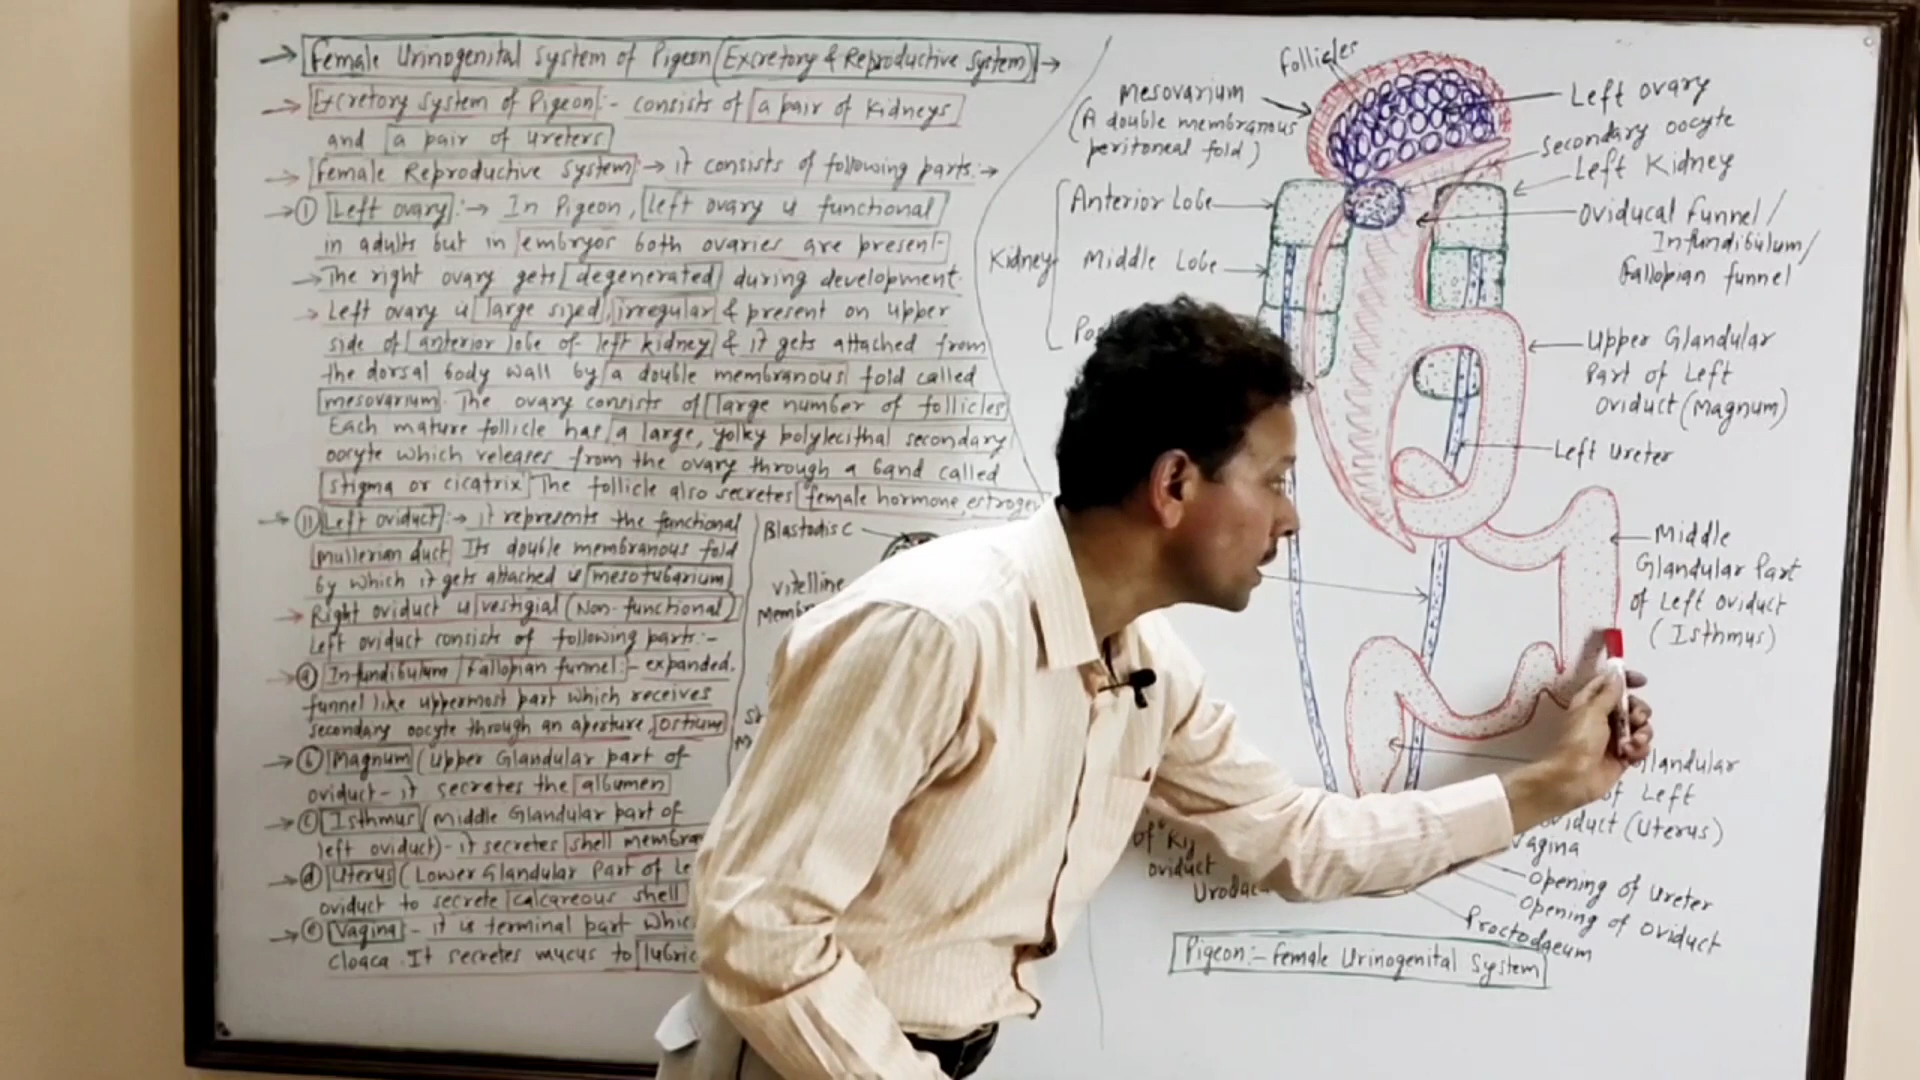 → Female Urinogenital System of Pigeon (Excretory & Reproductive System) →
→ Excretory System of Pigeon :- consists of a pair of Kidneys
and a pair of ureters
→ Female Reproductive System → it consists of following parts :→
→ (i) Left ovary :→ In Pigeon, left ovary is functional
in adults but in embryos both ovaries are present.
→ The right ovary gets degenerated during development.
→ Left ovary is large sized, irregular & present on upper
side of anterior lobe of left kidney & it gets attached from
the dorsal body wall by a double membranous fold called
mesovarium. The ovary consists of large number of follicles
Each mature follicle has a large, yolky polylecithal secondary
oocyte which releases from the ovary through a band called
stigma or cicatrix. The follicle also secretes female hormone, estrogen
→ (ii) Left oviduct :→ it represents the functional
mullerian duct. Its double membranous fold
by which it gets attached is mesotubarium
→ Right oviduct is vestigial (Non-functional)
Left oviduct consists of following parts:-
→ (a) Infundibulum / Fallopian funnel :- expanded,
funnel like uppermost part which receives
secondary oocyte through an aperture, ostium
→ (b) Magnum (Upper Glandular part of
oviduct - it secretes the albumen
→ (c) Isthmus (Middle Glandular part of
left oviduct) - it secretes shell
→ (d) Uterus (Lower Glandular Part of
oviduct to secrete calcareous shell
→ (e) Vagina - it is terminal part
cloaca. It secretes mucus to
Blastodisc
vitelline
follicles
Mesovarium
(A double membranous
peritoneal fold)
Left ovary
secondary oocyte
Left Kidney
Oviducal funnel /
Infundibulum /
Fallopian funnel
Kidney
Anterior Lobe
Middle Lobe
Upper Glandular
Part of Left
oviduct (Magnum)
Left Ureter
Middle
Glandular Part
of Left oviduct
(Isthmus)
Glandular
of Left
oviduct (Uterus)
Vagina
Opening of Ureter
Opening of Oviduct
Proctodaeum
of
oviduct
Pigeon :- Female Urinogenital System